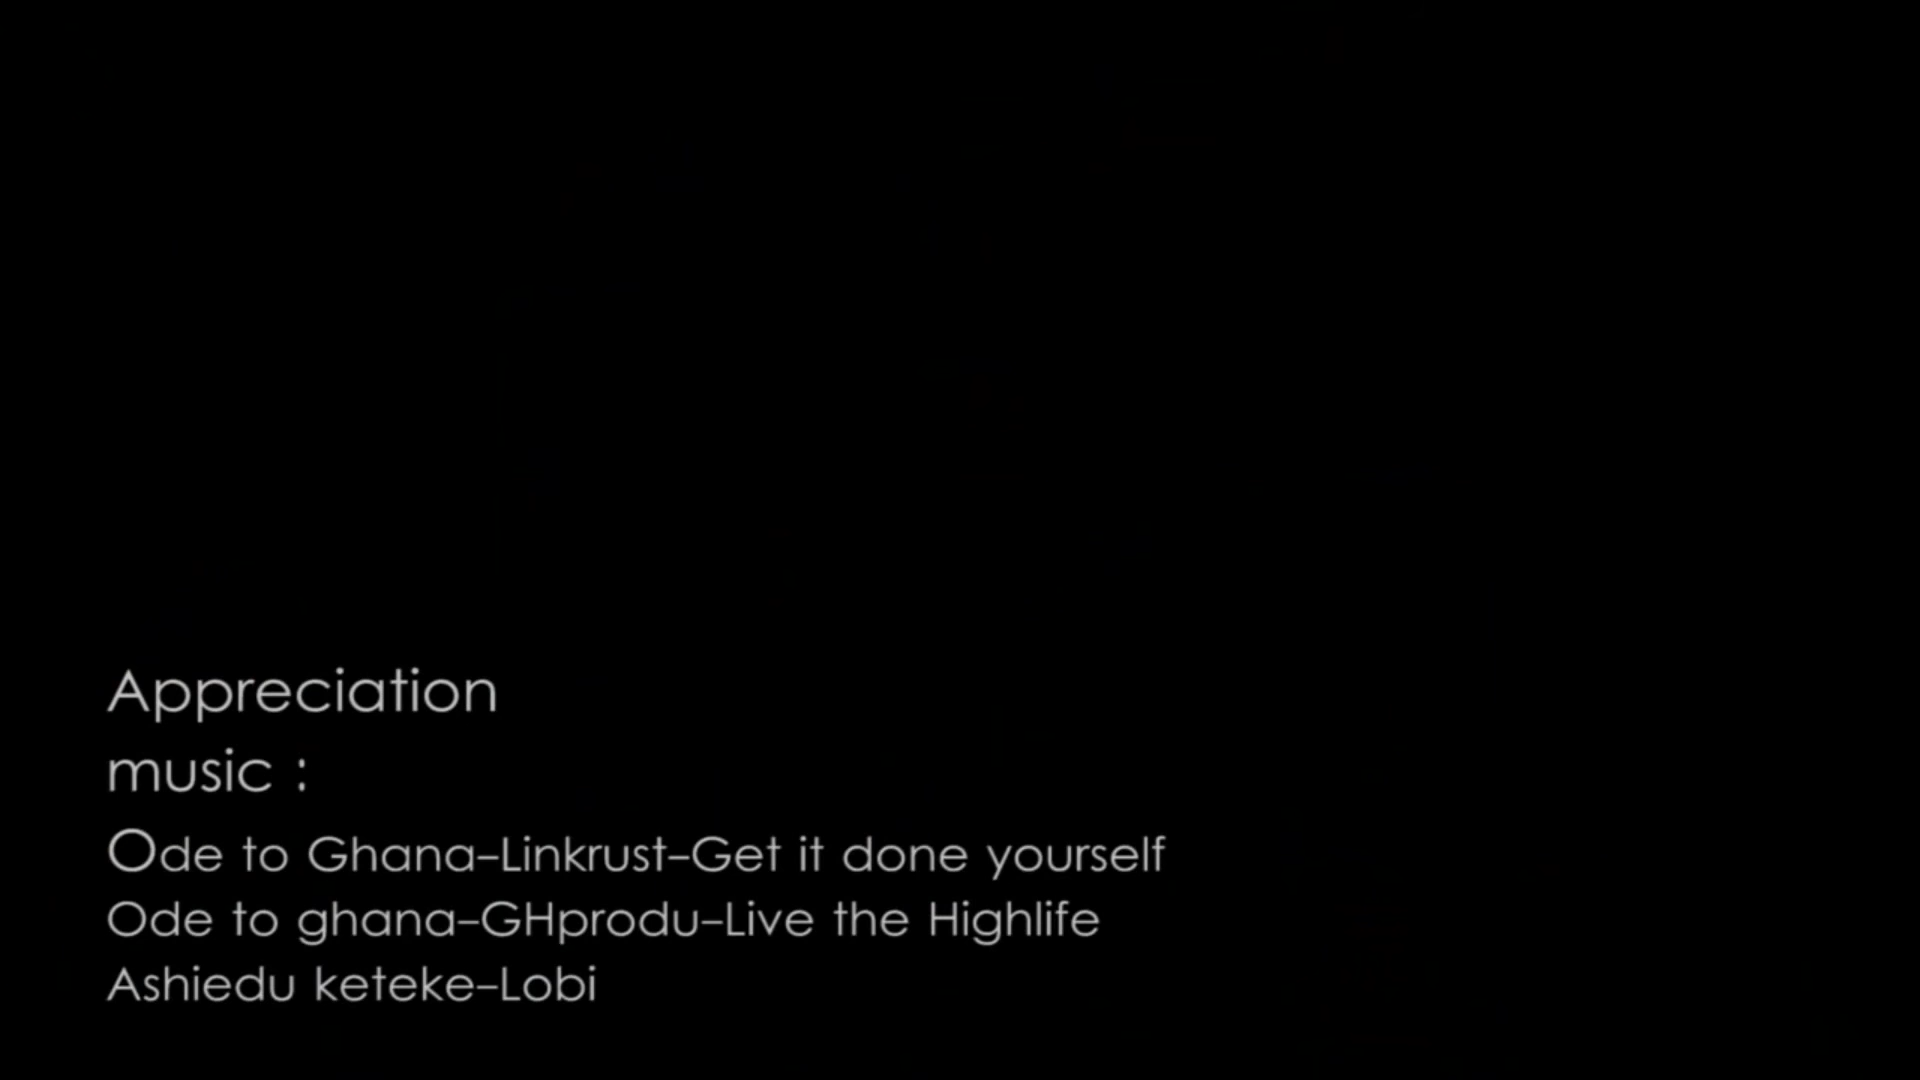 Appreciation
music :
Ode to Ghana–Linkrust–Get it done yourself
Ode to ghana–GHprodu–Live the Highlife
Ashiedu keteke–Lobi